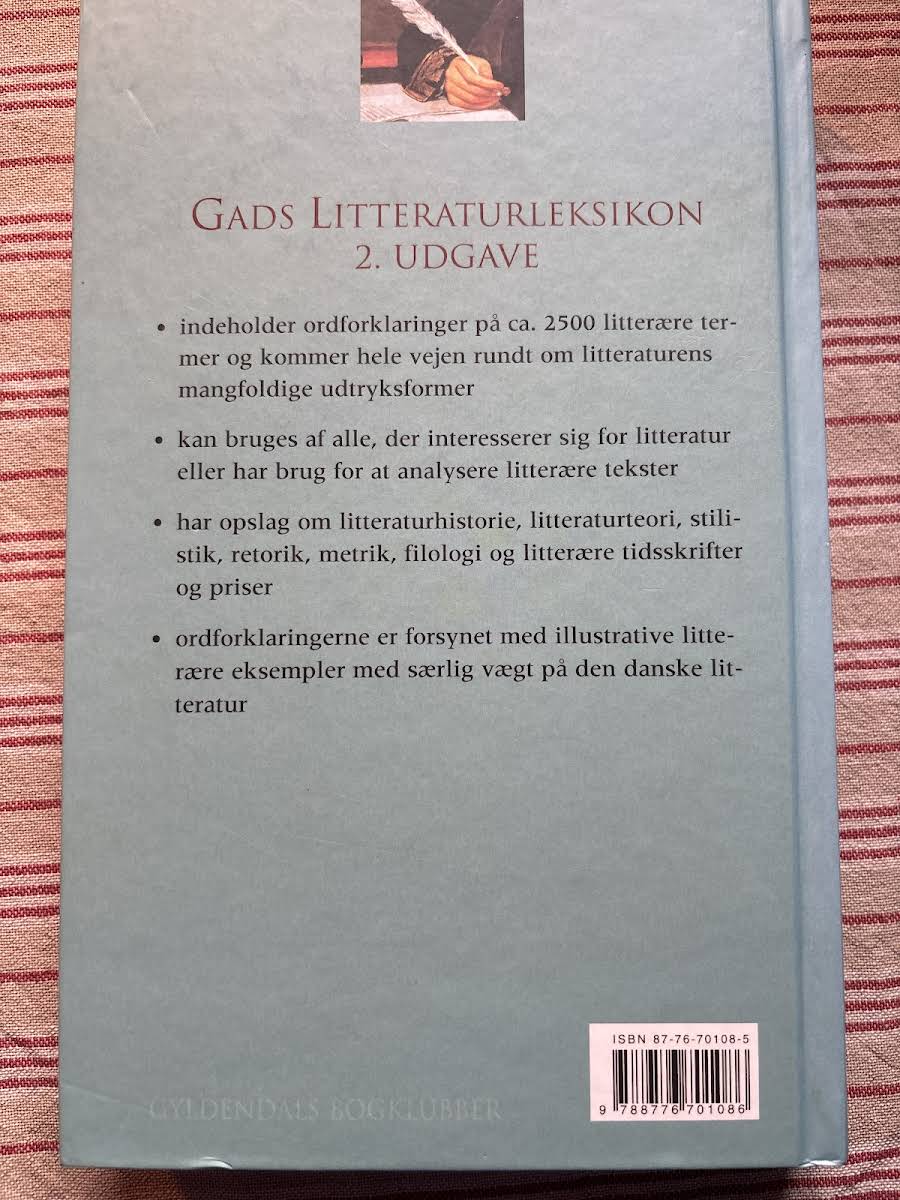 GADS LITTERATURLEKSIKON
2. UDGAVE
• indeholder ordforklaringer på ca. 2500 litterære ter-
mer og kommer hele vejen rundt om litteraturens
mangfoldige udtryksformer
• kan bruges af alle, der interesserer sig for litteratur
eller har brug for at analysere litterære tekster
• har opslag om litteraturhistorie, litteraturteori, stili-
stik, retorik, metrik, filologi og litterære tidsskrifter
og priser
• ordforklaringerne er forsynet med illustrative litte-
rære eksempler med særlig vægt på den danske lit-
teratur
ISBN 87-76-70108-5
9 788776 701086
GYLDENDALS BOGKLUBBER